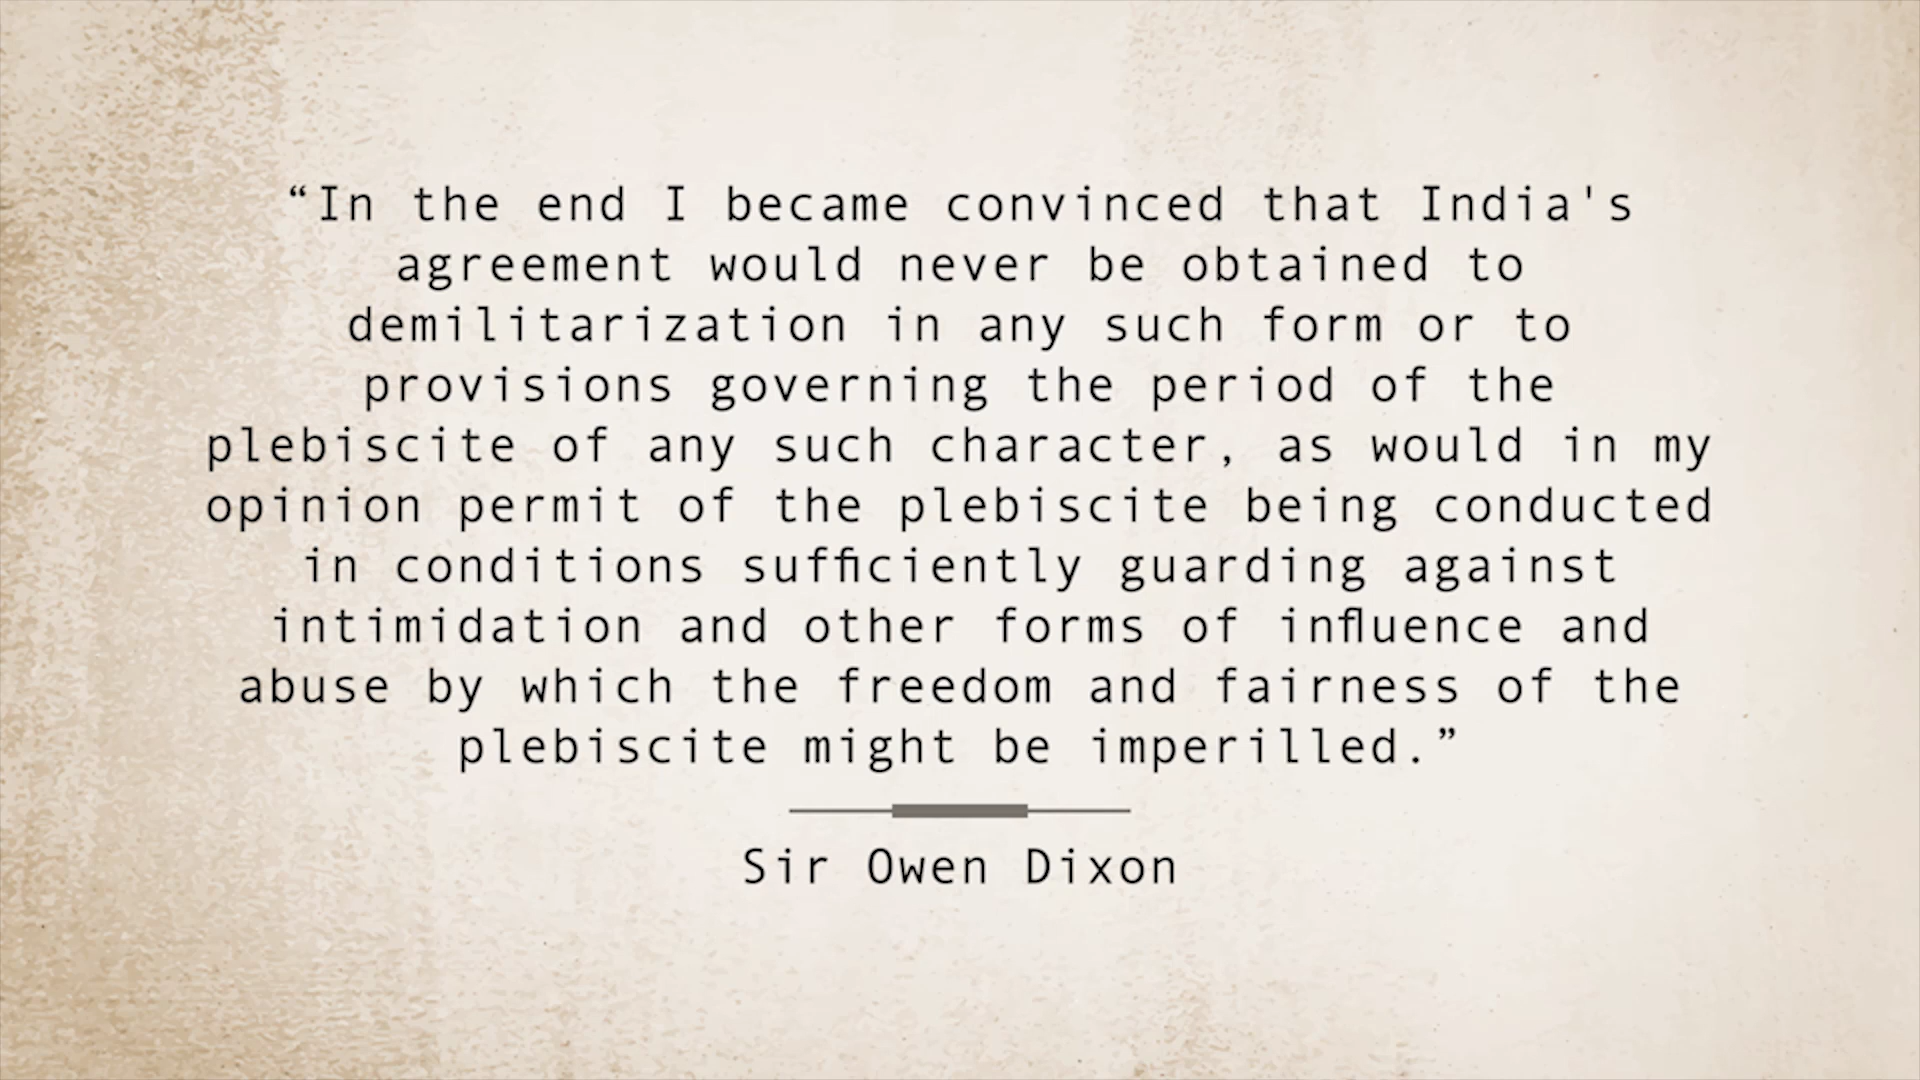 “In the end I became convinced that India's
agreement would never be obtained to
demilitarization in any such form or to
provisions governing the period of the
plebiscite of any such character, as would in my
opinion permit of the plebiscite being conducted
in conditions sufficiently guarding against
intimidation and other forms of influence and
abuse by which the freedom and fairness of the
plebiscite might be imperilled.”
Sir Owen Dixon